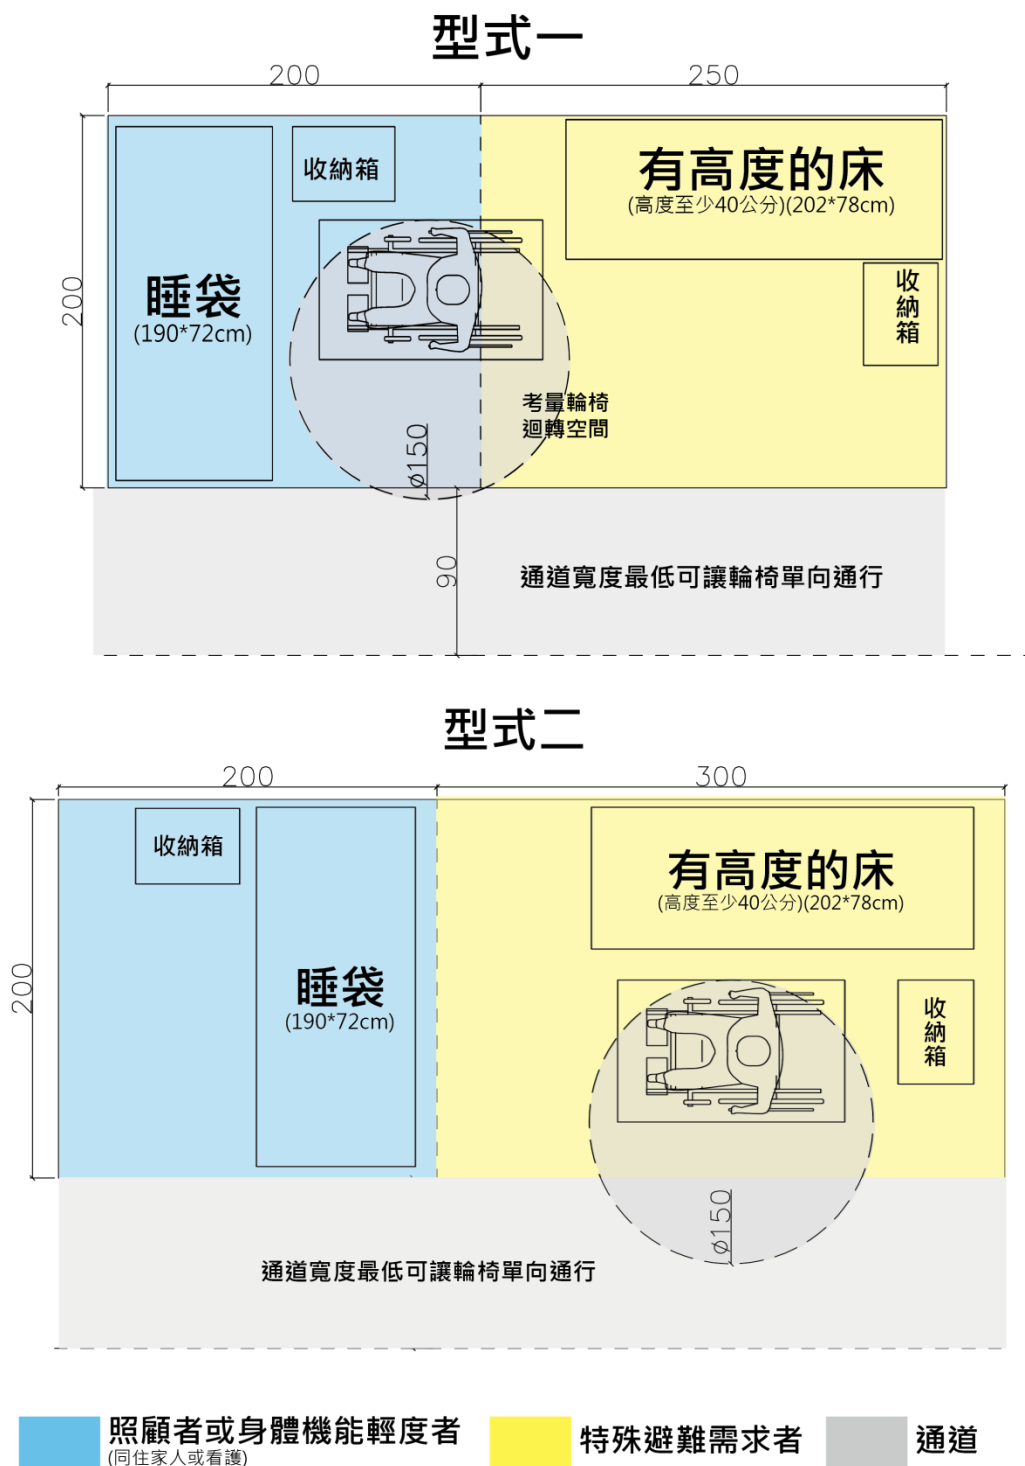 型式一
200
250
收納箱
有高度的床
(高度至少40公分)(202*78cm)
睡袋
(190*72cm)
200
收納箱
考量輪椅
迴轉空間
ø150
90
通道寬度最低可讓輪椅單向通行
型式二
200
300
收納箱
有高度的床
(高度至少40公分)(202*78cm)
睡袋
(190*72cm)
200
收納箱
ø150
通道寬度最低可讓輪椅單向通行
照顧者或身體機能輕度者
(同住家人或看護)
特殊避難需求者
通道